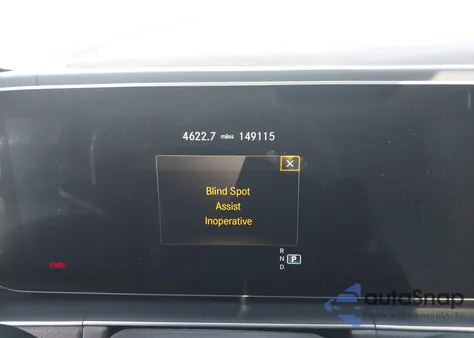 4622.7 miles 149115
X
Blind Spot
Assist
Inoperative
R
N P
D
autoSnap